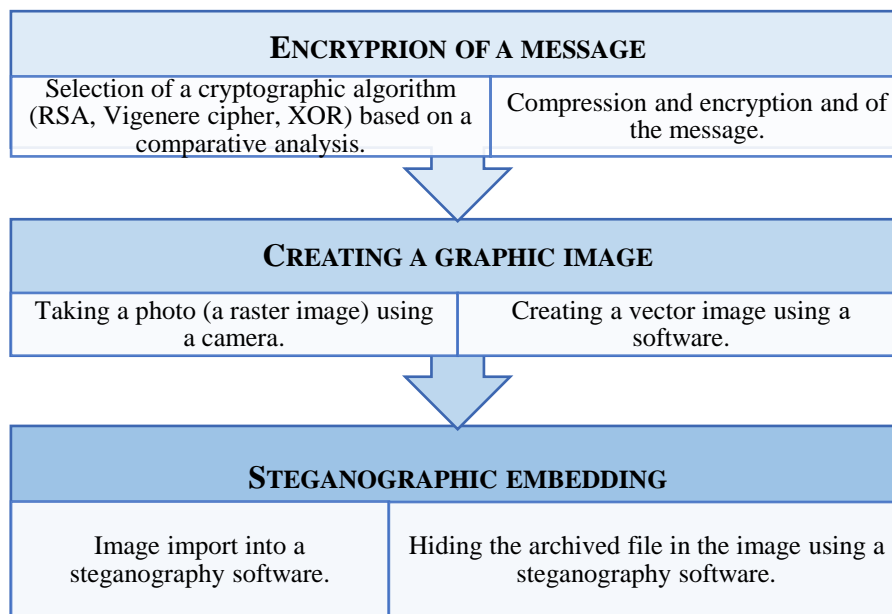 ENCRYPRION OF A MESSAGE
Selection of a cryptographic algorithm
(RSA, Vigenere cipher, XOR) based on a
comparative analysis.
Compression and encryption and of
the message.
CREATING A GRAPHIC IMAGE
Taking a photo (a raster image) using
a camera.
Creating a vector image using a
software.
STEGANOGRAPHIC EMBEDDING
Image import into a
steganography software.
Hiding the archived file in the image using a
steganography software.